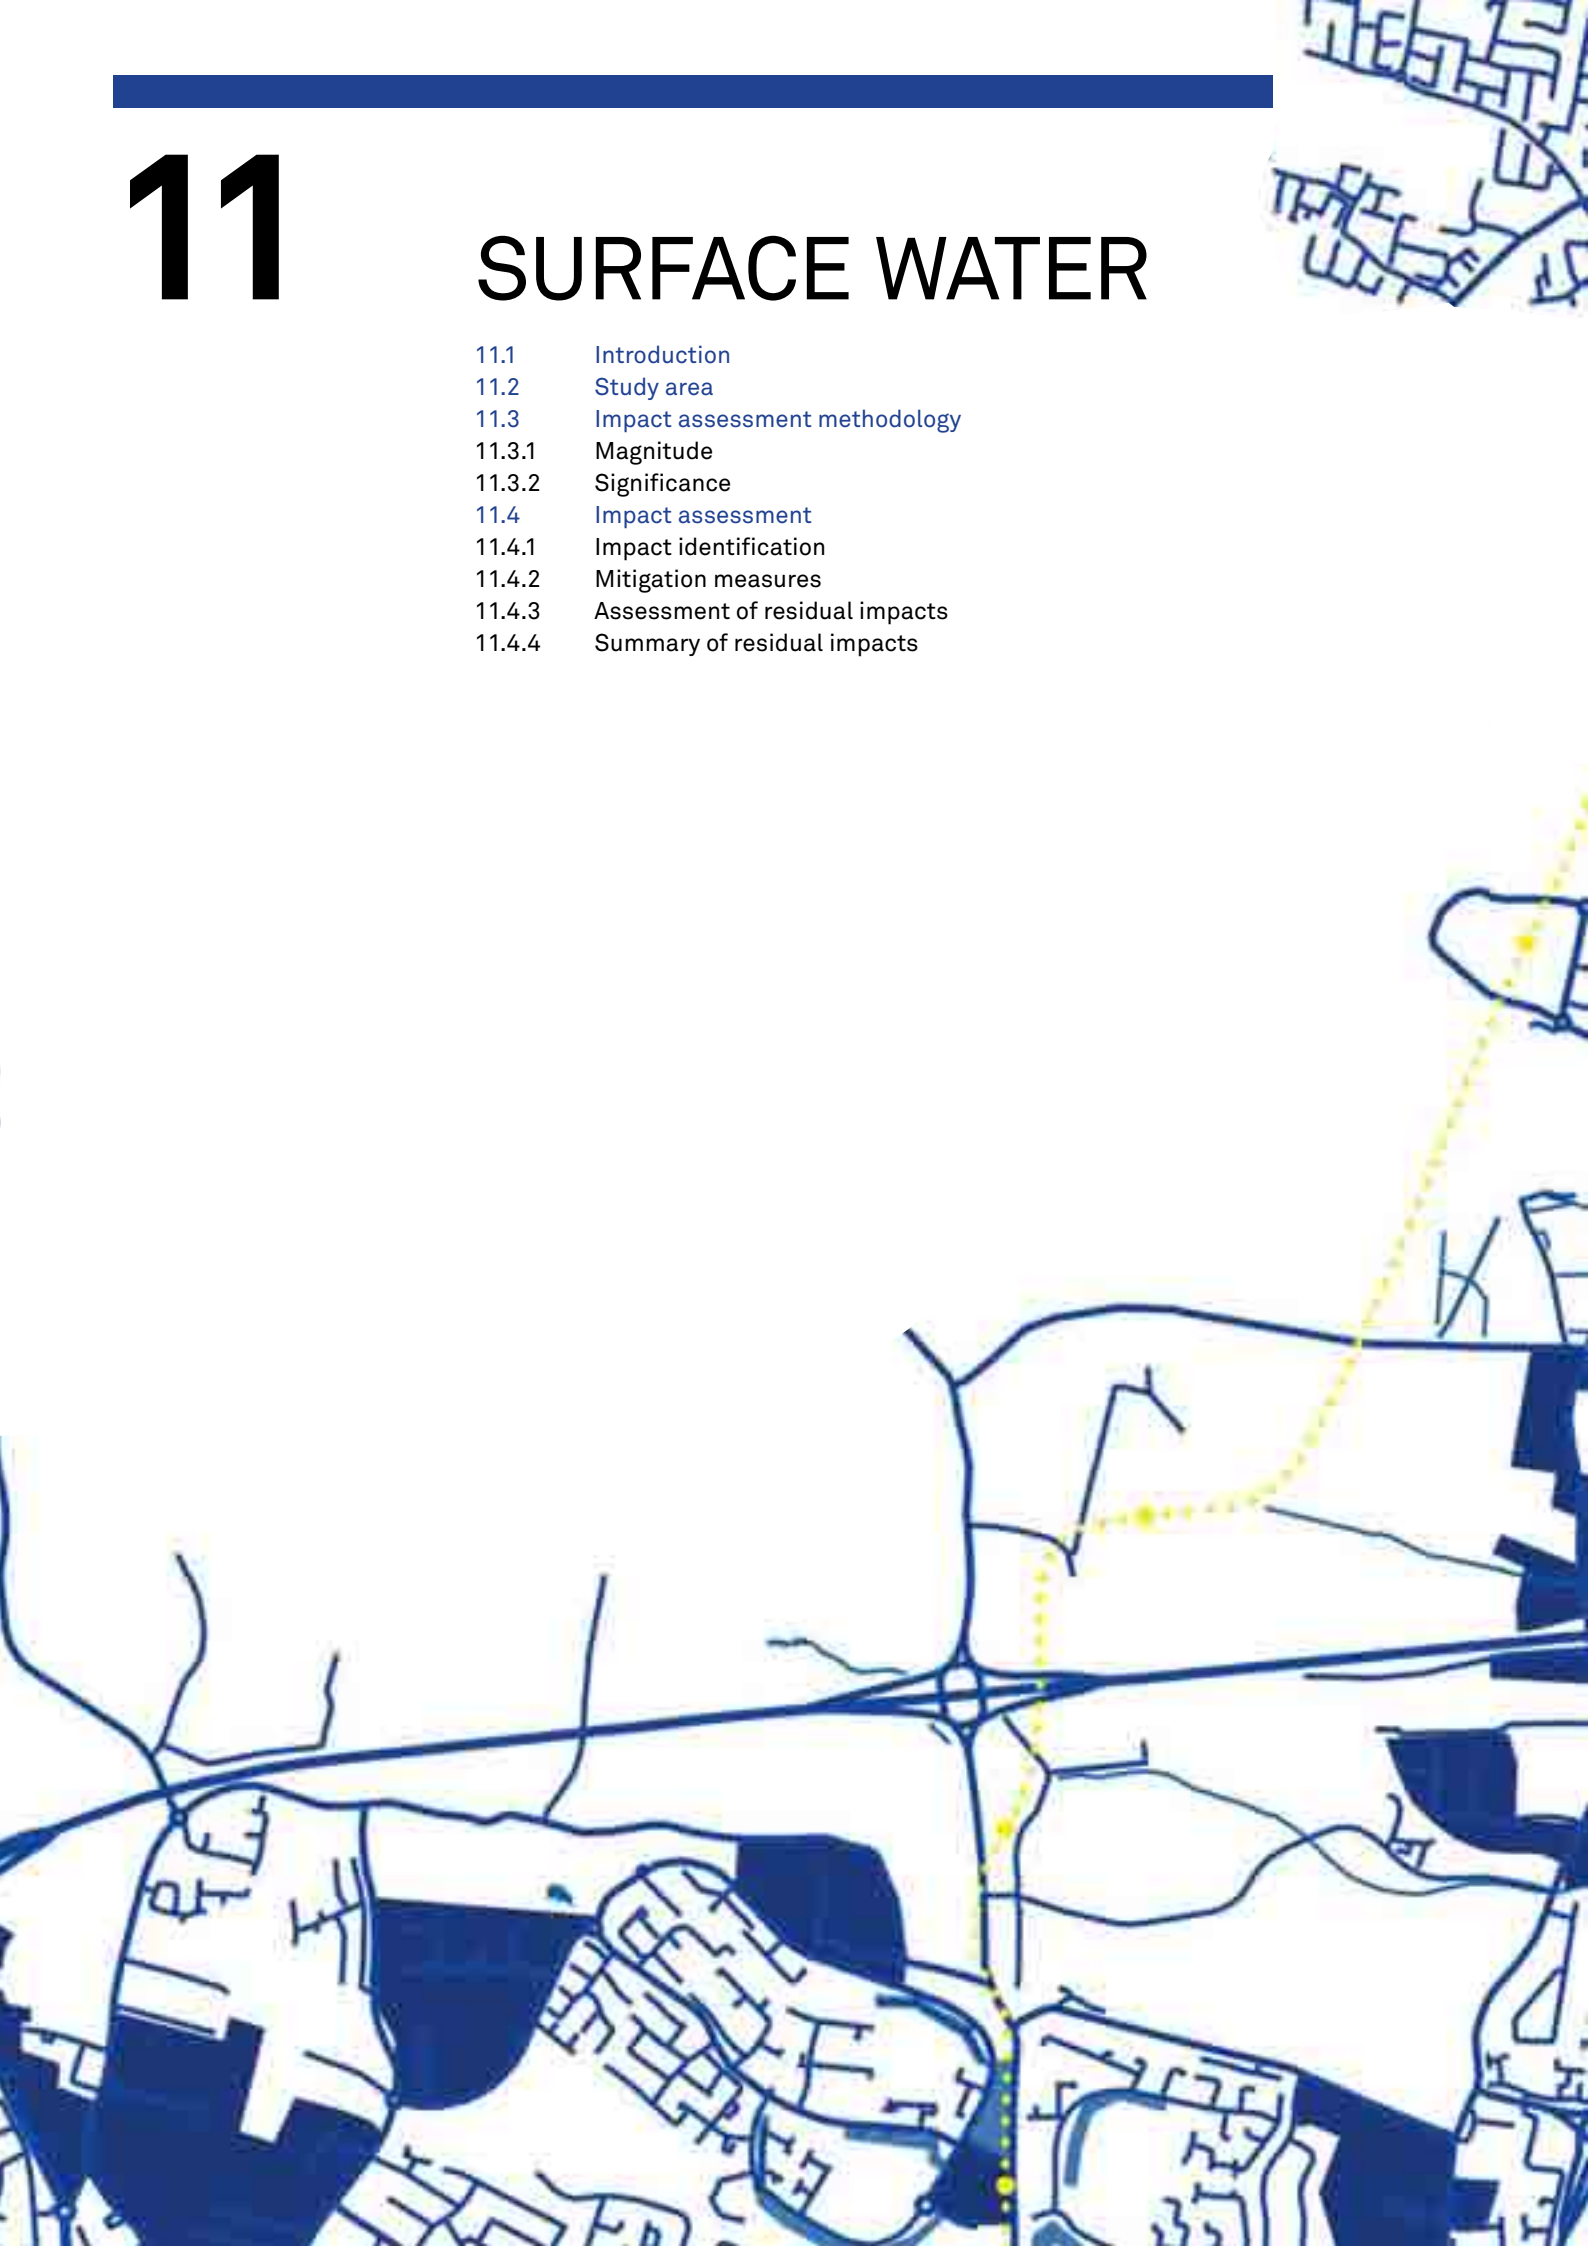 11
SURFACE WATER
11.1 Introduction
11.2 Study area
11.3 Impact assessment methodology
11.3.1 Magnitude
11.3.2 Significance
11.4 Impact assessment
11.4.1 Impact identification
11.4.2 Mitigation measures
11.4.3 Assessment of residual impacts
11.4.4 Summary of residual impacts